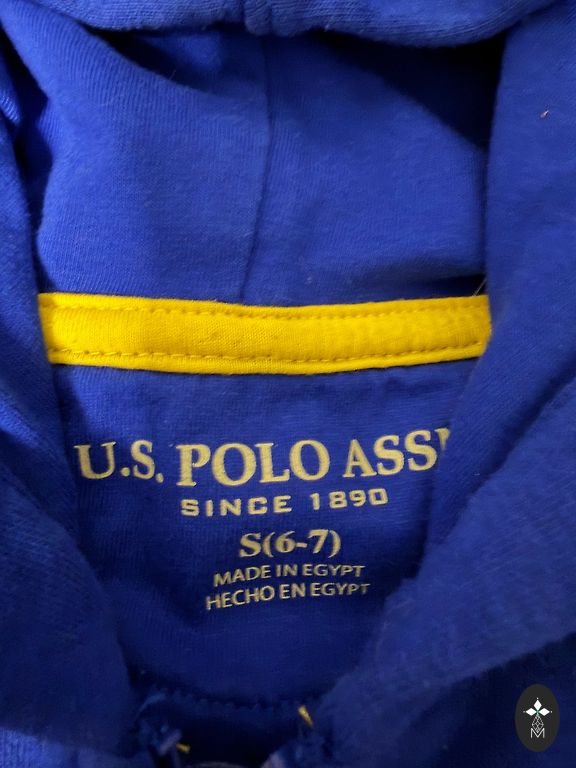 U.S. POLO ASS
SINCE 1890
S(6-7)
MADE IN EGYPT
HECHO EN EGYPT